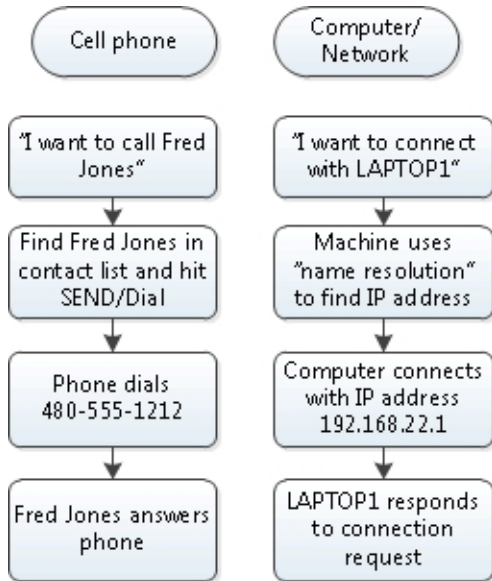 Cell phone
"I want to call Fred
Jones"
Find Fred Jones in
contact list and hit
SEND/Dial
Phone dials
480-555-1212
Fred Jones answers
phone
Computer/
Network
"I want to connect
with LAPTOP1"
Machine uses
"name resolution"
to find IP address
Computer connects
with IP address
192.168.22.1
LAPTOP1 responds
to connection
request